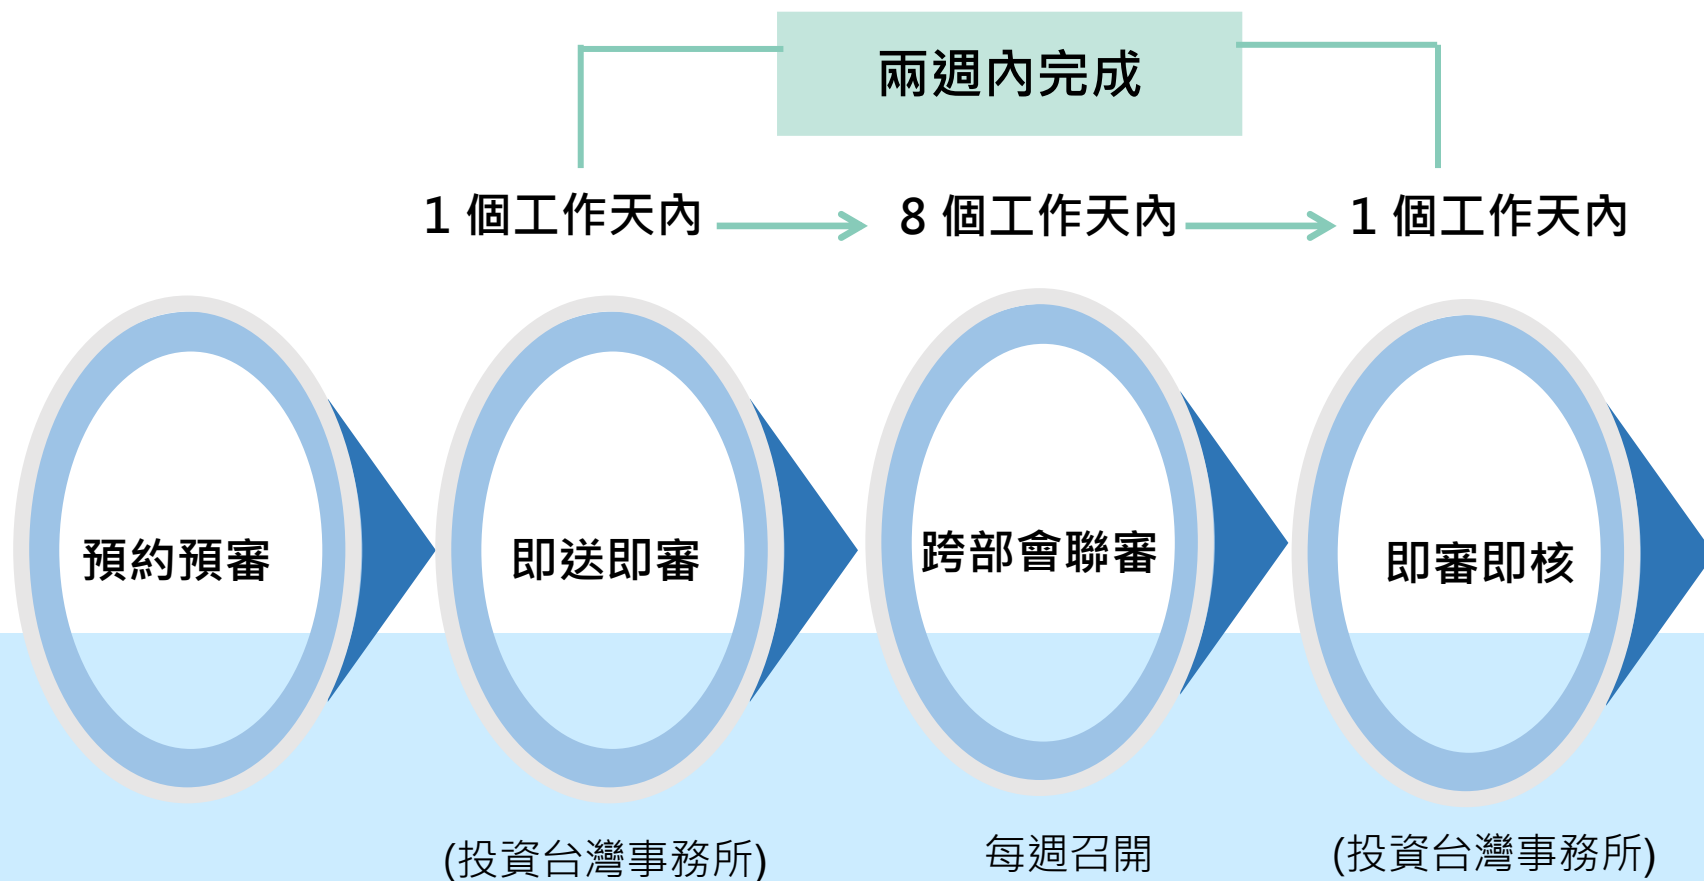 兩週內完成
1 個工作天內
8 個工作天內
1 個工作天內
預約預審
即送即審
跨部會聯審
即審即核
(投資台灣事務所)
每週召開
(投資台灣事務所)